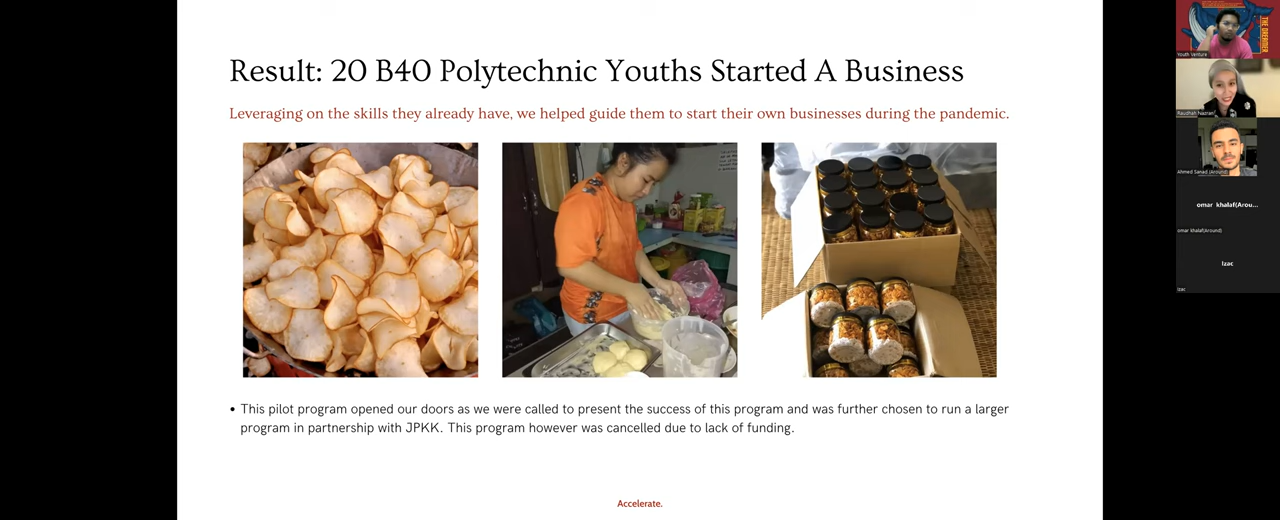 Result: 20 B40 Polytechnic Youths Started A Business
Leveraging on the skills they already have, we helped guide them to start their own businesses during the pandemic.
• This pilot program opened our doors as we were called to present the success of this program and was further chosen to run a larger
program in partnership with JPKK. This program however was cancelled due to lack of funding.
Accelerate.
THE GREATER
Youth Venture
Ahmed Sanad (Around)
omar khalaf(Arou...
omar khalaf(Around)
Izac
Izac